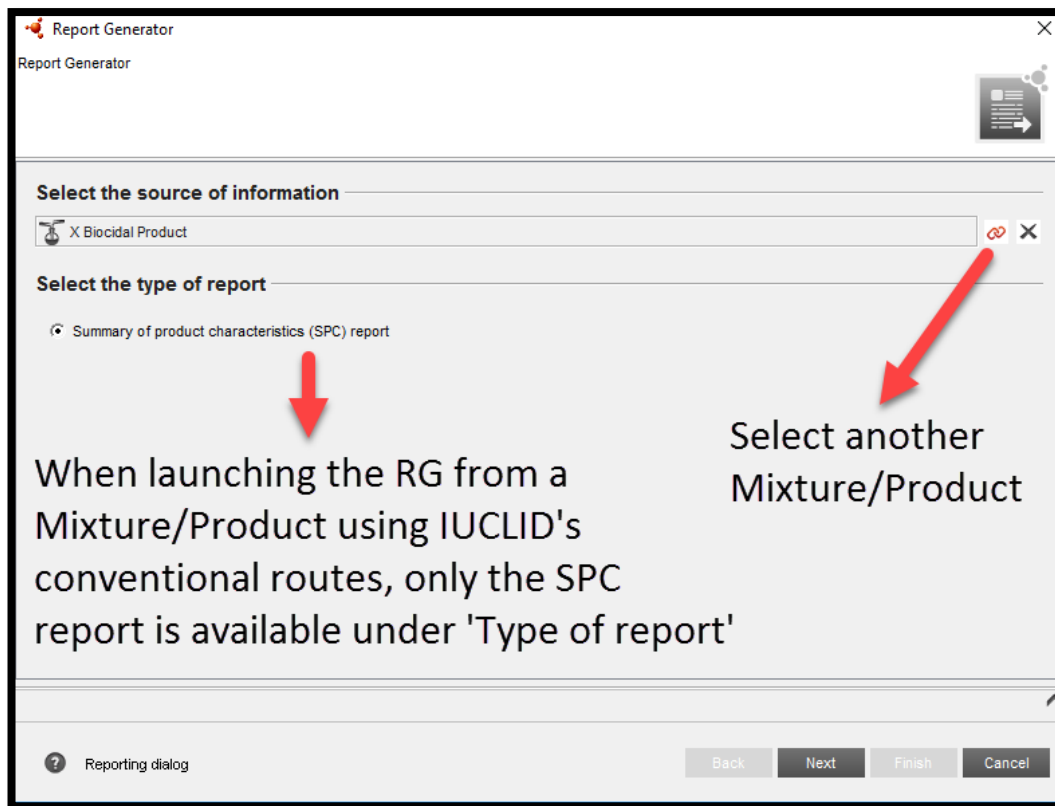 Report Generator
Report Generator
Select the source of information
X Biocidal Product
Select the type of report
Summary of product characteristics (SPC) report
Select another
Mixture/Product
When launching the RG from a
Mixture/Product using IUCLID's
conventional routes, only the SPC
report is available under 'Type of report'
Reporting dialog
Back
Next
Finish
Cancel